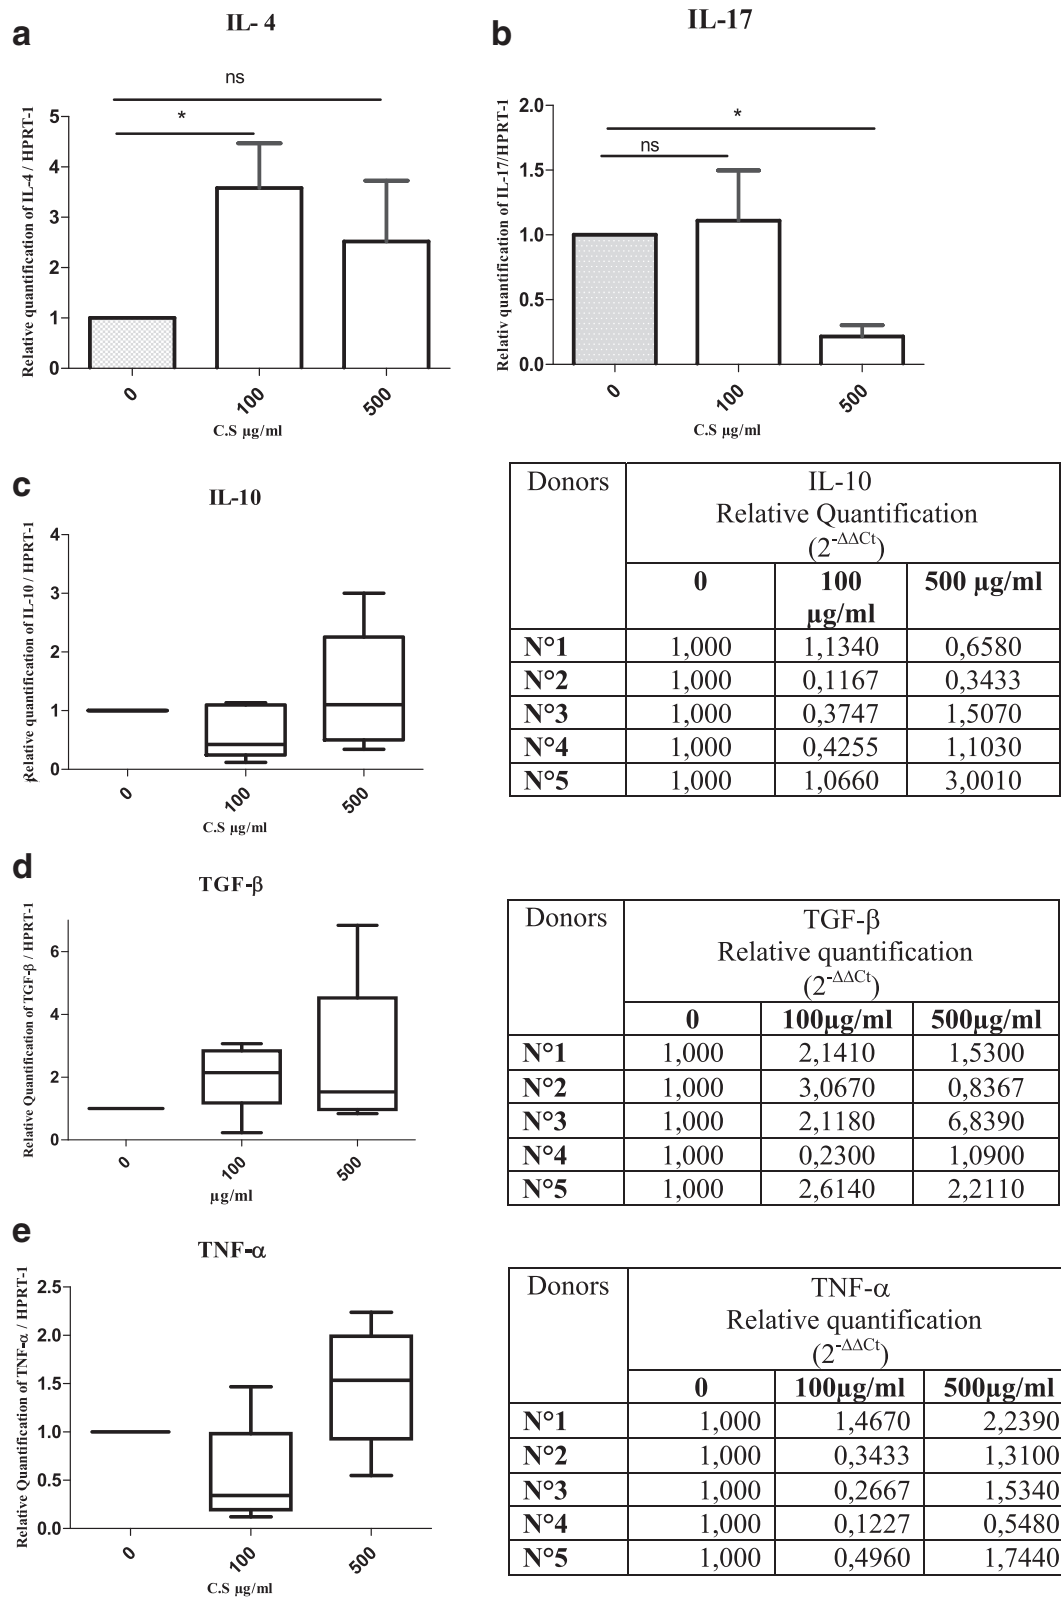 a
IL- 4
ns
*
Relative quantification of IL-4 / HPRT-1
5
4
3
2
1
0
0
100
500
C.S µg/ml
b
IL-17
*
ns
Relativ quantification of IL-17/HPRT-1
2.0
1.5
1.0
0.5
0.0
0
100
500
C.S µg/ml
c
IL-10
Relative quantification of IL-10 / HPRT-1
4
3
2
1
0
0
100
500
C.S µg/ml
Donors
IL-10
Relative Quantification
(2^-ΔΔCt)
0 100 µg/ml 500 µg/ml
N°1 1,000 1,1340 0,6580
N°2 1,000 0,1167 0,3433
N°3 1,000 0,3747 1,5070
N°4 1,000 0,4255 1,1030
N°5 1,000 1,0660 3,0010
d
TGF-β
Relative Quantification of TGF-β / HPRT-1
6
4
2
0
0
100
500
µg/ml
Donors
TGF-β
Relative quantification
(2^-ΔΔCt)
0 100µg/ml 500µg/ml
N°1 1,000 2,1410 1,5300
N°2 1,000 3,0670 0,8367
N°3 1,000 2,1180 6,8390
N°4 1,000 0,2300 1,0900
N°5 1,000 2,6140 2,2110
e
TNF-α
Relative Quantification of TNF-α / HPRT-1
2.5
2.0
1.5
1.0
0.5
0.0
0
100
500
C.S µg/ml
Donors
TNF-α
Relative quantification
(2^-ΔΔCt)
0 100µg/ml 500µg/ml
N°1 1,000 1,4670 2,2390
N°2 1,000 0,3433 1,3100
N°3 1,000 0,2667 1,5340
N°4 1,000 0,1227 0,5480
N°5 1,000 0,4960 1,7440